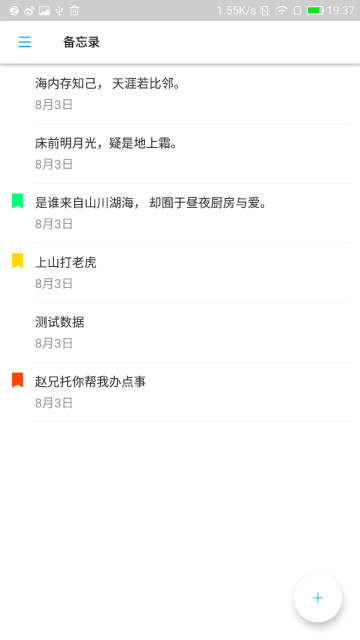 1.55K/s 19:37
备忘录
海内存知己， 天涯若比邻。
8月3日
床前明月光，疑是地上霜。
8月3日
是谁来自山川湖海， 却囿于昼夜厨房与爱。
8月3日
上山打老虎
8月3日
测试数据
8月3日
赵兄托你帮我办点事
8月3日